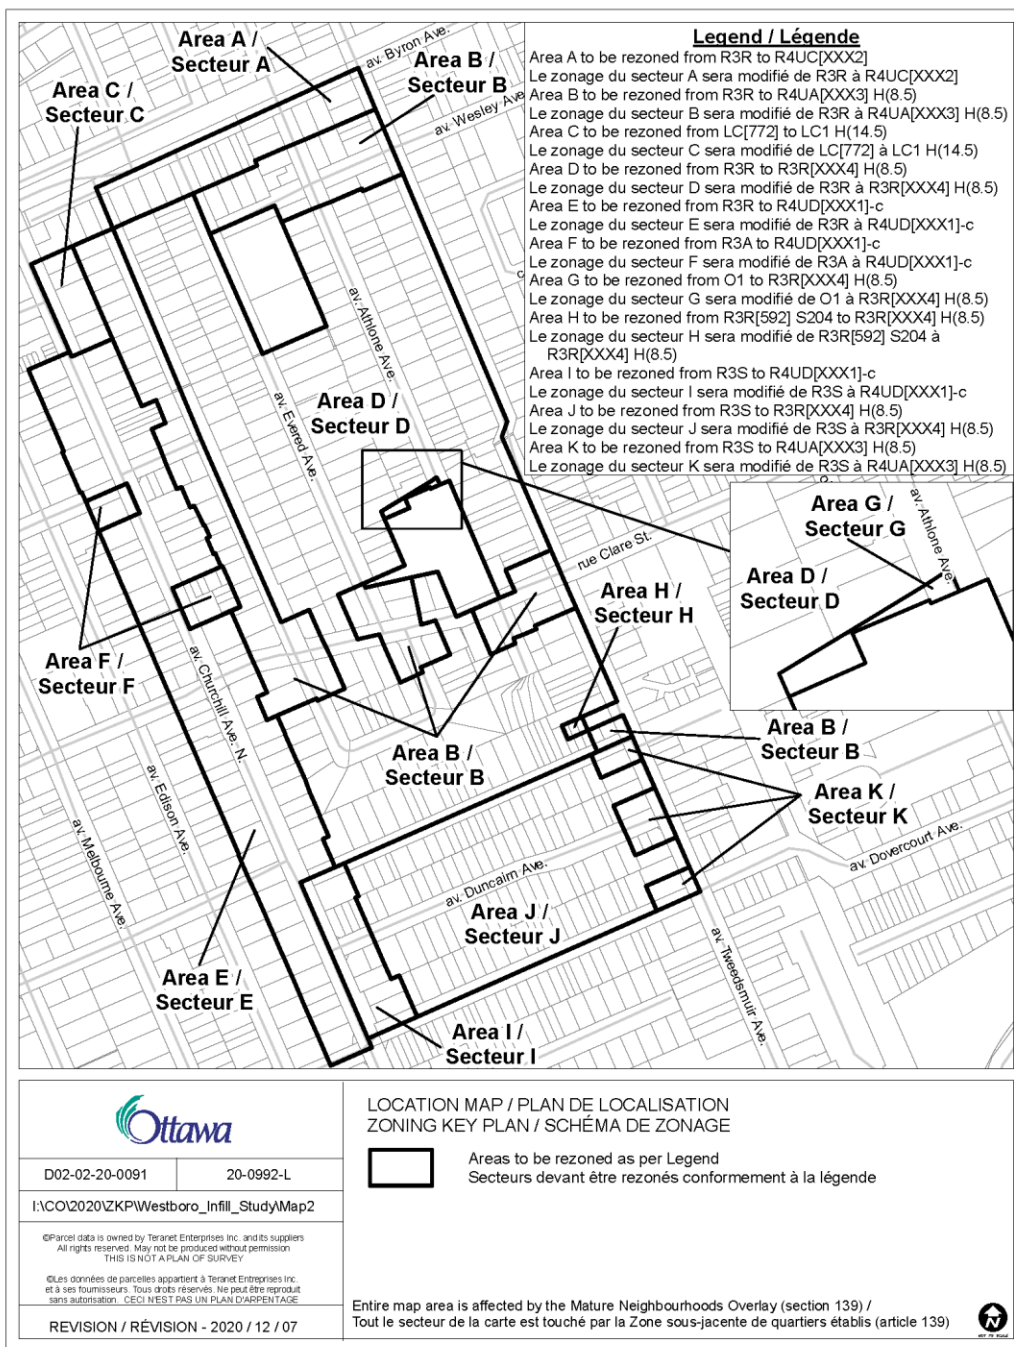 Legend / Légende
Area A to be rezoned from R3R to R4UC[XXX2]
Le zonage du secteur A sera modifié de R3R à R4UC[XXX2]
Area B to be rezoned from R3R to R4UA[XXX3] H(8.5)
Le zonage du secteur B sera modifié de R3R à R4UA[XXX3] H(8.5)
Area C to be rezoned from LC[772] to LC1 H(14.5)
Le zonage du secteur C sera modifié de LC[772] à LC1 H(14.5)
Area D to be rezoned from R3R to R3R[XXX4] H(8.5)
Le zonage du secteur D sera modifié de R3R à R3R[XXX4] H(8.5)
Area E to be rezoned from R3R to R4UD[XXX1]-c
Le zonage du secteur E sera modifié de R3R à R4UD[XXX1]-c
Area F to be rezoned from R3A to R4UD[XXX1]-c
Le zonage du secteur F sera modifié de R3A à R4UD[XXX1]-c
Area G to be rezoned from O1 to R3R[XXX4] H(8.5)
Le zonage du secteur G sera modifié de O1 à R3R[XXX4] H(8.5)
Area H to be rezoned from R3R[592] S204 to R3R[XXX4] H(8.5)
Le zonage du secteur H sera modifié de R3R[592] S204 à
R3R[XXX4] H(8.5)
Area I to be rezoned from R3S to R4UD[XXX1]-c
Le zonage du secteur I sera modifié de R3S à R4UD[XXX1]-c
Area J to be rezoned from R3S to R3R[XXX4] H(8.5)
Le zonage du secteur J sera modifié de R3S à R3R[XXX4] H(8.5)
Area K to be rezoned from R3S to R4UA[XXX3] H(8.5)
Le zonage du secteur K sera modifié de R3S à R4UA[XXX3] H(8.5)
Area A /
Secteur A
av. Byron Ave.
Area B /
Secteur B
av. Wesley Ave
Area C /
Secteur C
av. Athlone Ave.
av. Evered Ave.
Area D /
Secteur D
rue Clare St.
av. Athlone Ave.
Area G /
Secteur G
Area D /
Secteur D
Area H /
Secteur H
Area F /
Secteur F
av. Churchill Ave. N.
Area B /
Secteur B
Area B /
Secteur B
Area K /
Secteur K
av. Edison Ave.
av. Melbourne Ave.
av. Dovercourt Ave.
av. Duncairn Ave.
Area J /
Secteur J
av. Tweedsmuir Ave.
Area E /
Secteur E
Area I /
Secteur I
Ottawa
D02-02-20-0091
20-0992-L
I:\CO\2020\ZKP\Westboro_Infill_Study\Map2
©Parcel data is owned by Teranet Enterprises Inc. and its suppliers
All rights reserved. May not be produced without permission
THIS IS NOT A PLAN OF SURVEY
©Les données de parcelles appartient à Teranet Entreprises Inc.
et à ses fournisseurs. Tous droits réservés. Ne peut être reproduit
sans autorisation. CECI N'EST PAS UN PLAN D'ARPENTAGE
REVISION / RÉVISION - 2020 / 12 / 07
LOCATION MAP / PLAN DE LOCALISATION
ZONING KEY PLAN / SCHÉMA DE ZONAGE
Areas to be rezoned as per Legend
Secteurs devant être rezonés conformement à la légende
Entire map area is affected by the Mature Neighbourhoods Overlay (section 139) /
Tout le secteur de la carte est touché par la Zone sous-jacente de quartiers établis (article 139)
N
NOT TO SCALE